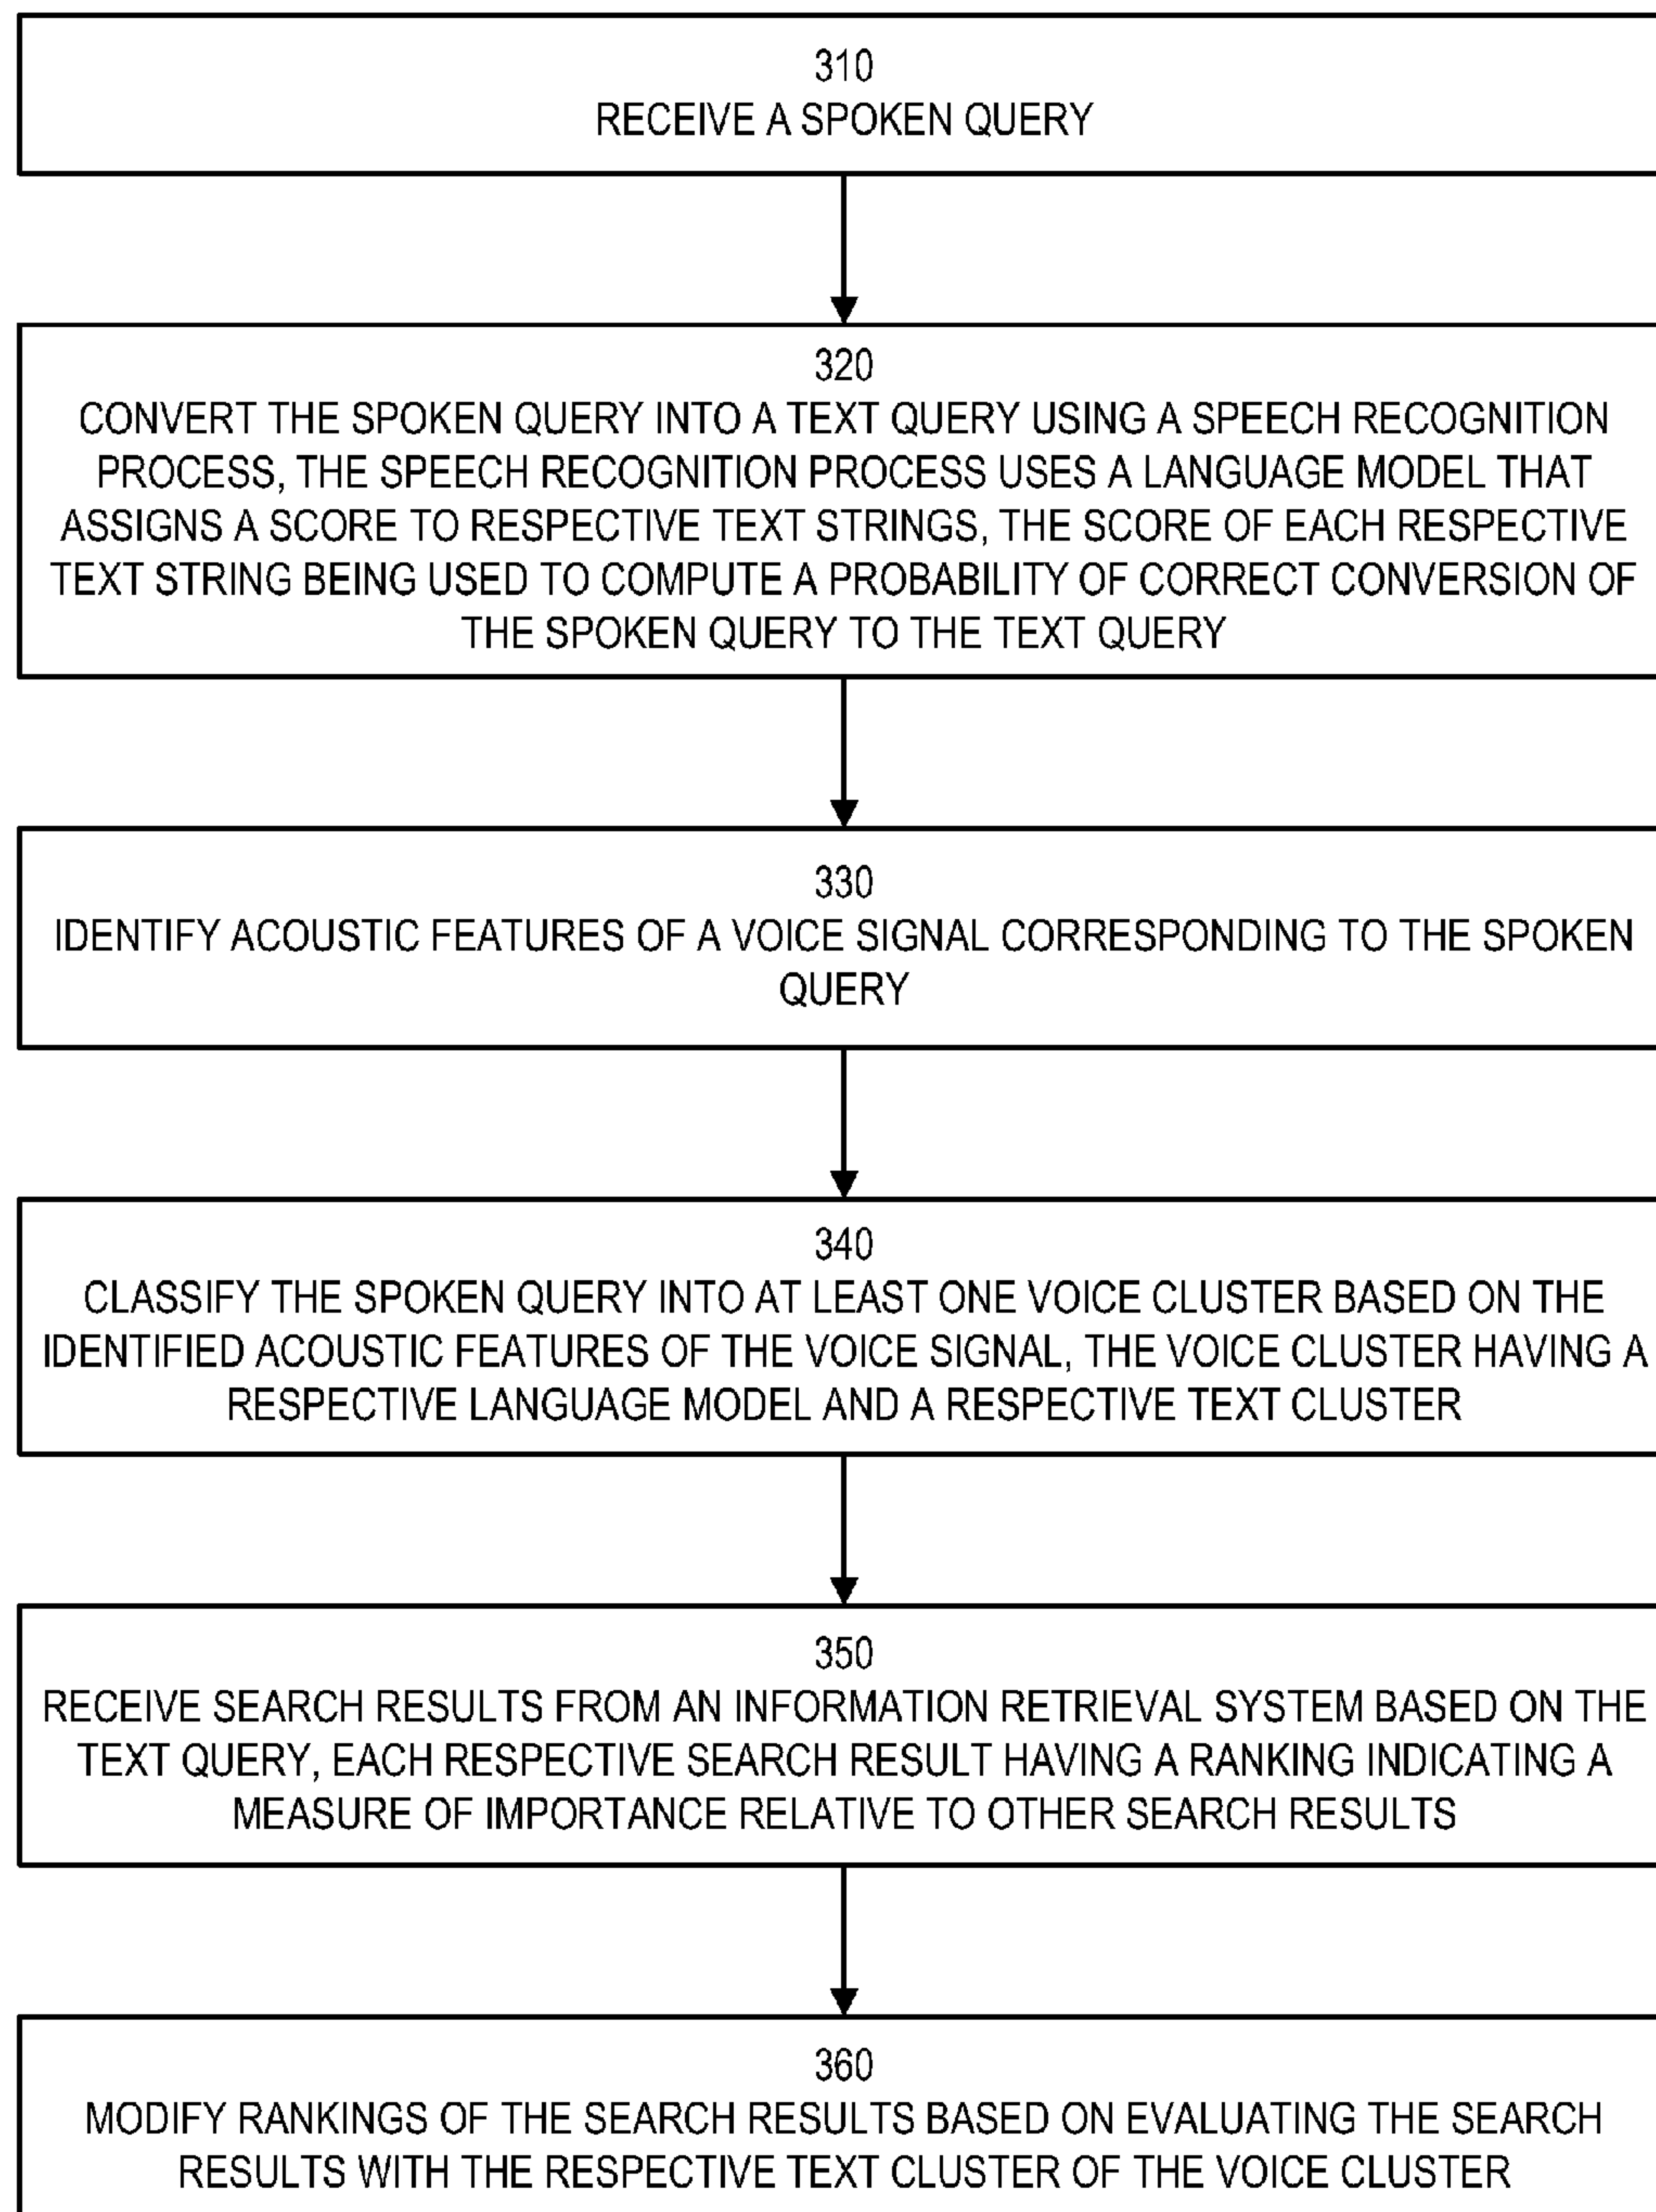 310
RECEIVE A SPOKEN QUERY
320
CONVERT THE SPOKEN QUERY INTO A TEXT QUERY USING A SPEECH RECOGNITION
PROCESS, THE SPEECH RECOGNITION PROCESS USES A LANGUAGE MODEL THAT
ASSIGNS A SCORE TO RESPECTIVE TEXT STRINGS, THE SCORE OF EACH RESPECTIVE
TEXT STRING BEING USED TO COMPUTE A PROBABILITY OF CORRECT CONVERSION OF
THE SPOKEN QUERY TO THE TEXT QUERY
330
IDENTIFY ACOUSTIC FEATURES OF A VOICE SIGNAL CORRESPONDING TO THE SPOKEN
QUERY
340
CLASSIFY THE SPOKEN QUERY INTO AT LEAST ONE VOICE CLUSTER BASED ON THE
IDENTIFIED ACOUSTIC FEATURES OF THE VOICE SIGNAL, THE VOICE CLUSTER HAVING A
RESPECTIVE LANGUAGE MODEL AND A RESPECTIVE TEXT CLUSTER
350
RECEIVE SEARCH RESULTS FROM AN INFORMATION RETRIEVAL SYSTEM BASED ON THE
TEXT QUERY, EACH RESPECTIVE SEARCH RESULT HAVING A RANKING INDICATING A
MEASURE OF IMPORTANCE RELATIVE TO OTHER SEARCH RESULTS
360
MODIFY RANKINGS OF THE SEARCH RESULTS BASED ON EVALUATING THE SEARCH
RESULTS WITH THE RESPECTIVE TEXT CLUSTER OF THE VOICE CLUSTER